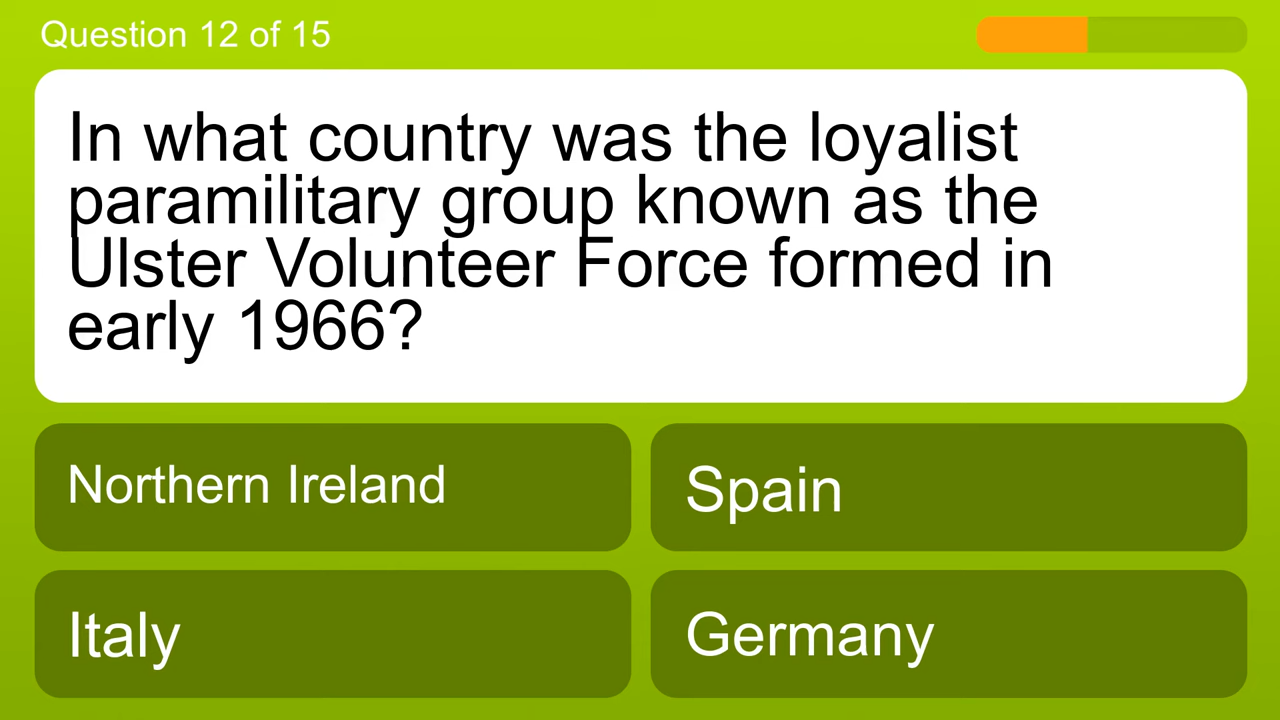 Question 12 of 15
In what country was the loyalist
paramilitary group known as the
Ulster Volunteer Force formed in
early 1966?
Northern Ireland
Spain
Italy
Germany